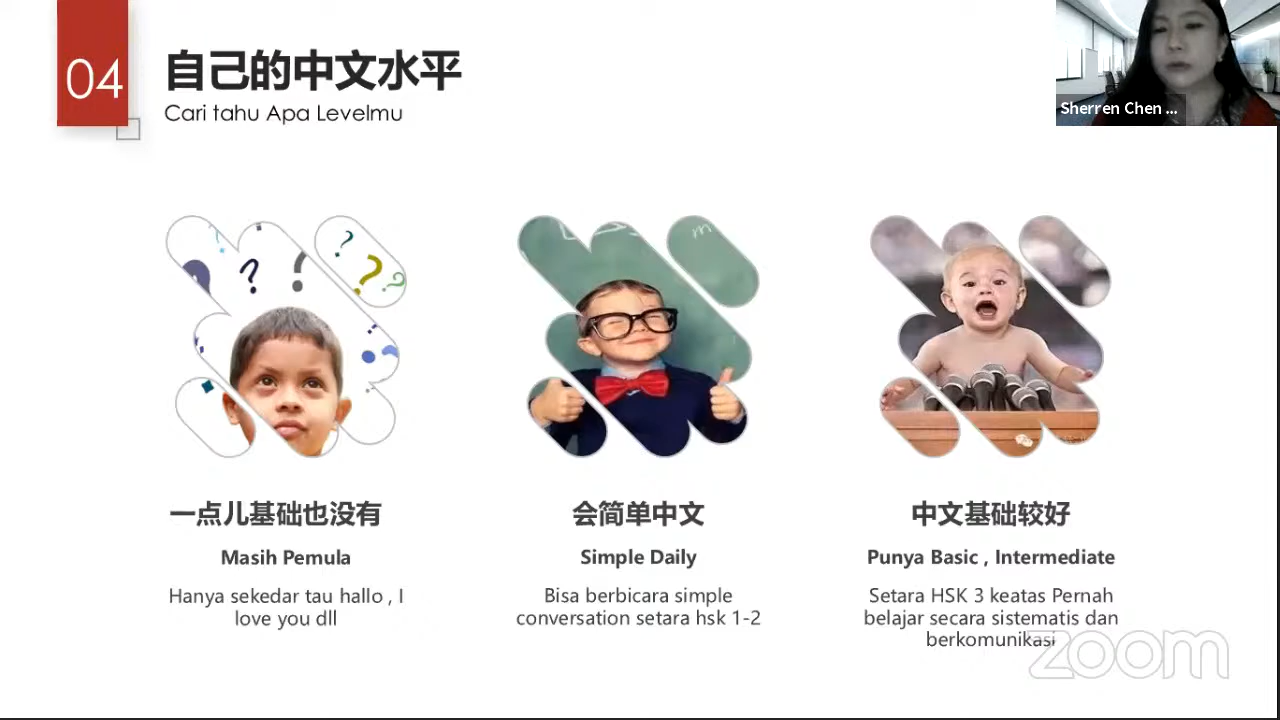 04
自己的中文水平
Cari tahu Apa Levelmu
Sherren Chen ...
一点儿基础也没有
Masih Pemula
Hanya sekedar tau hallo , I
love you dll
会简单中文
Simple Daily
Bisa berbicara simple
conversation setara hsk 1-2
中文基础较好
Punya Basic , Intermediate
Setara HSK 3 keatas Pernah
belajar secara sistematis dan
berkomunikasi
zoom